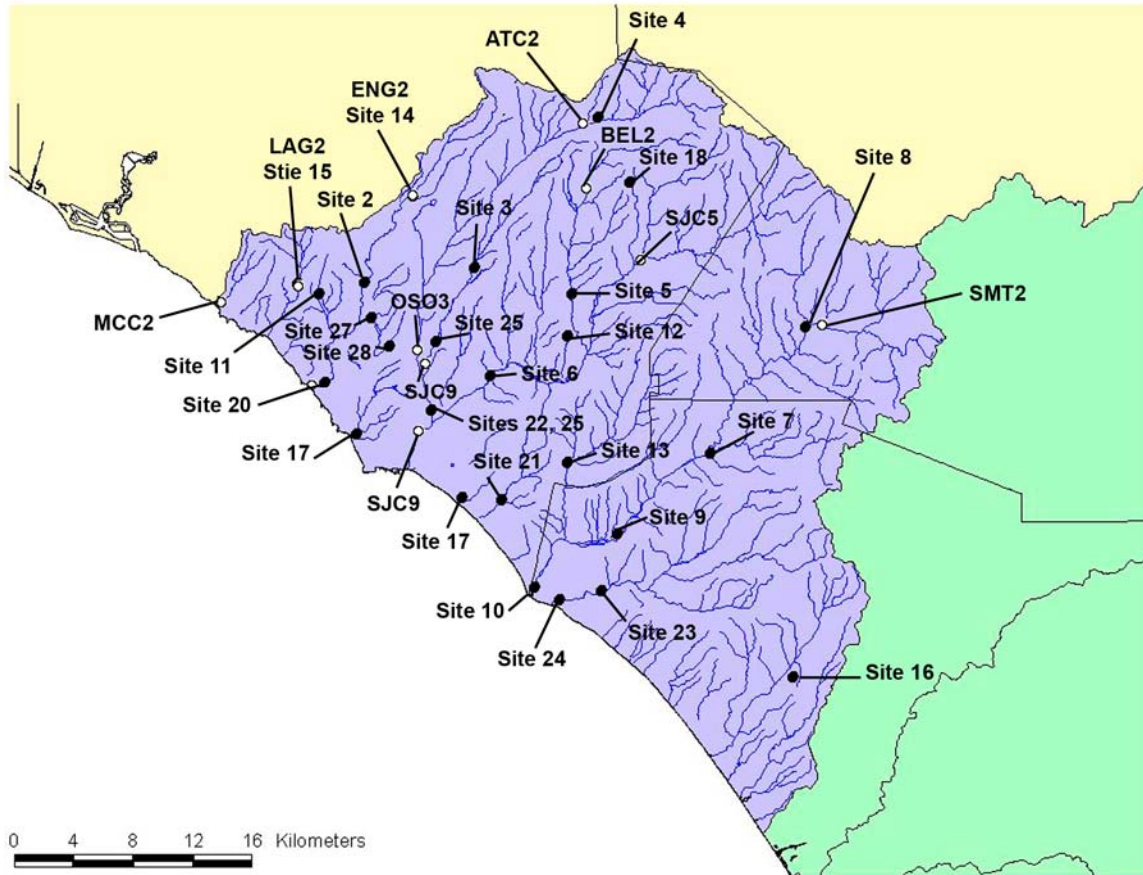 Site 4
ATC2
ENG2
Site 14
BEL2
LAG2
Stie 15
Site 18
Site 8
Site 2
Site 3
SJC5
OSO3
Site 5
SMT2
MCC2
Site 27
Site 25
Site 12
Site 28
Site 11
Site 6
SJC9
Site 20
Sites 22, 25
Site 7
Site 17
Site 21
Site 13
SJC9
Site 9
Site 17
Site 10
Site 23
Site 24
Site 16
0 4 8 12 16 Kilometers